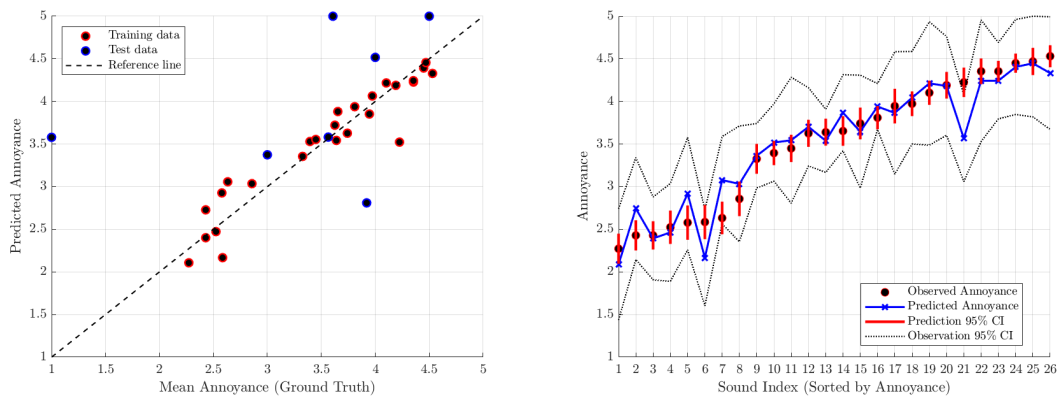 5
4.5
4
3.5
3
2.5
2
1.5
1
Predicted Annoyance
Training data
Test data
Reference line
1 1.5 2 2.5 3 3.5 4 4.5 5
Mean Annoyance (Ground Truth)
5
4.5
4
3.5
3
2.5
2
1.5
1
Annoyance
Observed Annoyance
Predicted Annoyance
Prediction 95% CI
Observation 95% CI
1 2 3 4 5 6 7 8 9 10 11 12 13 14 15 16 17 18 19 20 21 22 23 24 25 26
Sound Index (Sorted by Annoyance)